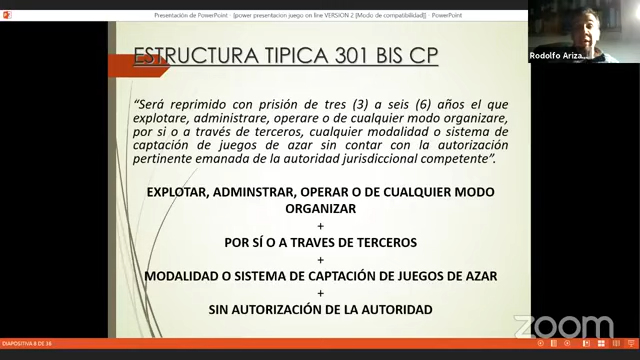 Presentación de PowerPoint - [power presentacion juego on line VERSION 2 [Modo de compatibilidad]] - PowerPoint
Rodolfo Ariza...
ESTRUCTURA TIPICA 301 BIS CP
“Será reprimido con prisión de tres (3) a seis (6) años el que
explotare, administrare, operare o de cualquier modo organizare,
por si o a través de terceros, cualquier modalidad o sistema de
captación de juegos de azar sin contar con la autorización
pertinente emanada de la autoridad jurisdiccional competente”.
EXPLOTAR, ADMINSTRAR, OPERAR O DE CUALQUIER MODO
ORGANIZAR
+
POR SÍ O A TRAVES DE TERCEROS
+
MODALIDAD O SISTEMA DE CAPTACIÓN DE JUEGOS DE AZAR
+
SIN AUTORIZACIÓN DE LA AUTORIDAD
zoom
DIAPOSITIVA 8 DE 16